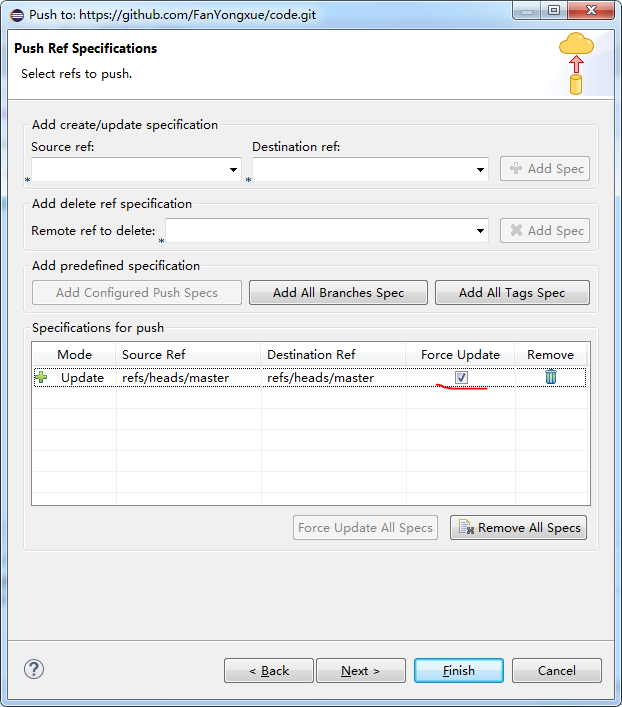 Push to: https://github.com/FanYongxue/code.git
Push Ref Specifications
Select refs to push.
Add create/update specification
Source ref: Destination ref:
* * Add Spec
Add delete ref specification
Remote ref to delete: * Add Spec
Add predefined specification
Add Configured Push Specs Add All Branches Spec Add All Tags Spec
Specifications for push
Mode Source Ref Destination Ref Force Update Remove
Update refs/heads/master refs/heads/master
Force Update All Specs Remove All Specs
? < Back Next > Finish Cancel